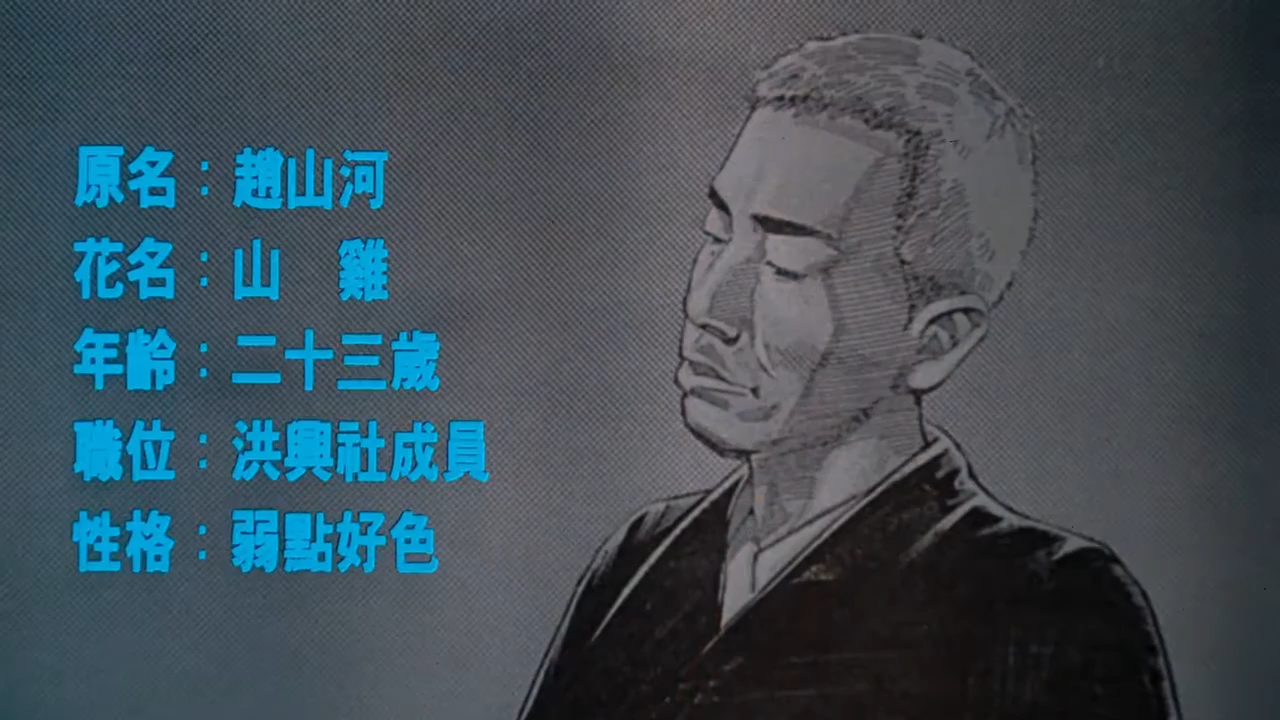 原名：趙山河
花名：山　雞
年齡：二十三歲
職位：洪興社成員
性格：弱點好色